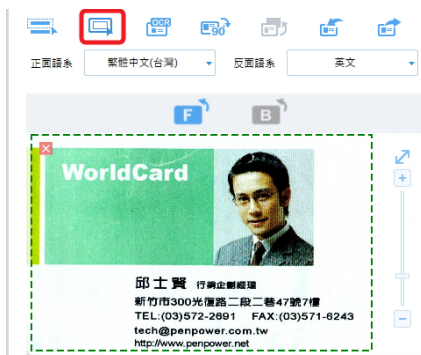 OCR
90°
正面語系 繁體中文(台灣) 反面語系 英文
F B
WorldCard
邱士賢 行銷企劃經理
新竹市300光復路二段二巷47號7樓
TEL:(03)572-2691 FAX:(03)571-6243
tech@penpower.com.tw
http://www.penpower.net